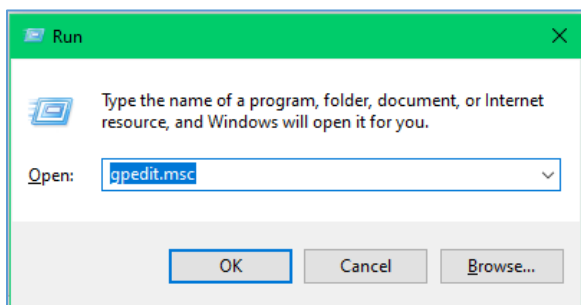 Run
Type the name of a program, folder, document, or Internet
resource, and Windows will open it for you.
Open: gpedit.msc
OK Cancel Browse...